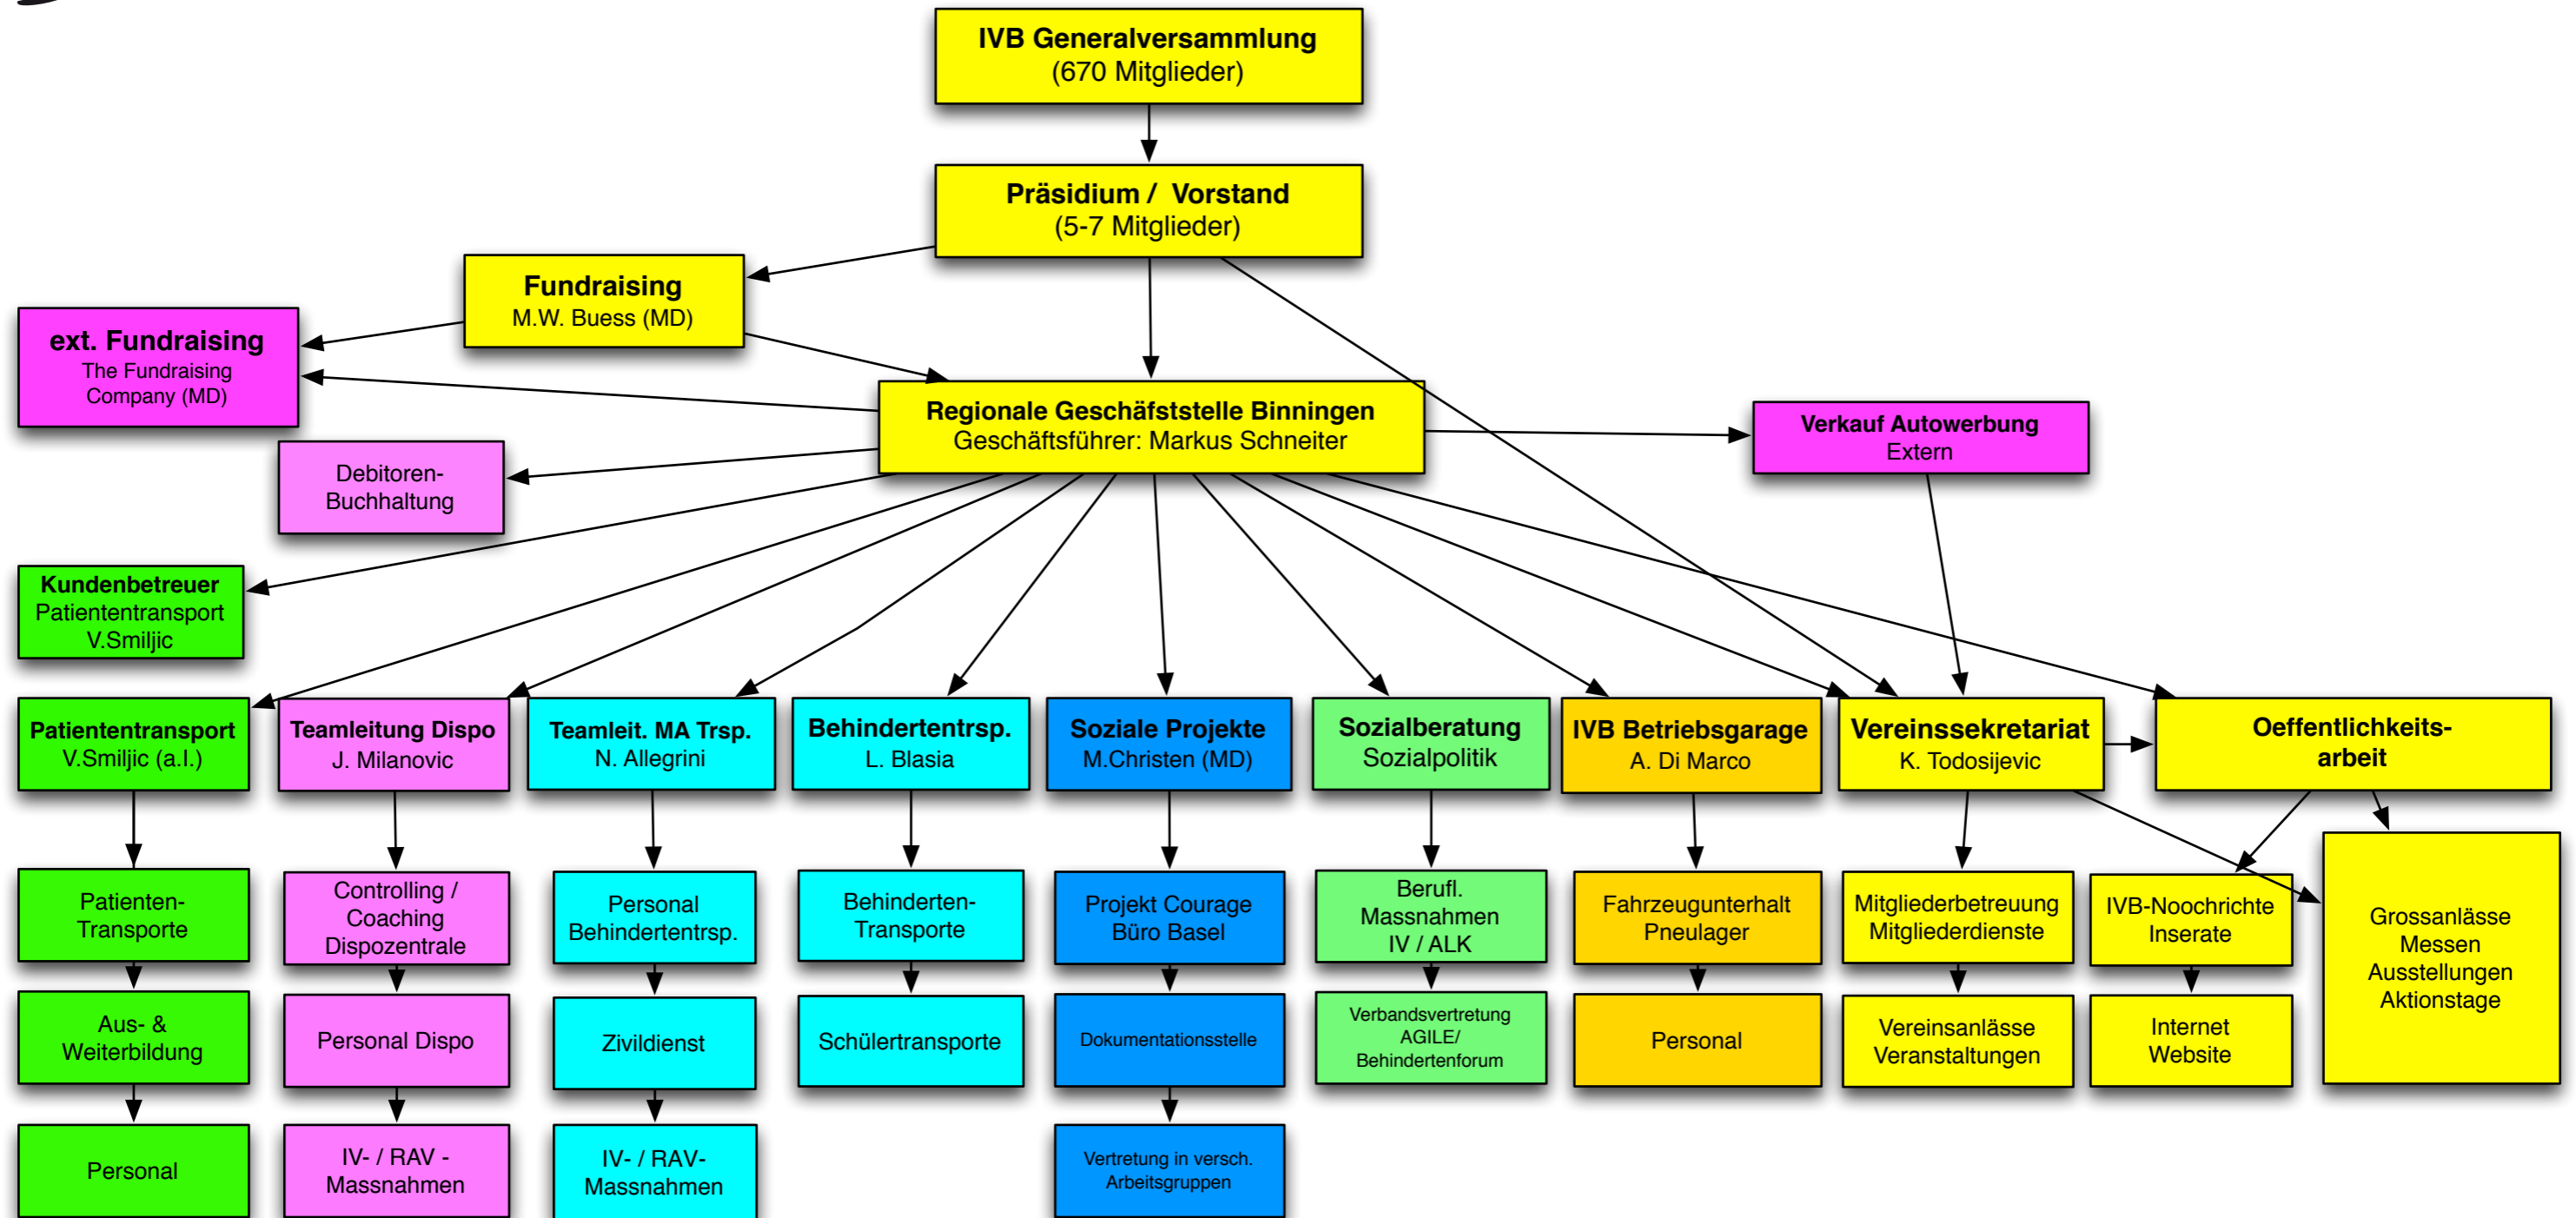 IVB Generalversammlung
(670 Mitglieder)
Präsidium / Vorstand
(5-7 Mitglieder)
Fundraising
M.W. Buess (MD)
ext. Fundraising
The Fundraising
Company (MD)
Regionale Geschäfststelle Binningen
Geschäftsführer: Markus Schneiter
Verkauf Autowerbung
Extern
Debitoren-
Buchhaltung
Kundenbetreuer
Patiententransport
V.Smiljic
Patiententransport
V.Smiljic (a.I.)
Teamleitung Dispo
J. Milanovic
Teamleit. MA Trsp.
N. Allegrini
Behindertentrsp.
L. Blasia
Soziale Projekte
M.Christen (MD)
Sozialberatung
Sozialpolitik
IVB Betriebsgarage
A. Di Marco
Vereinssekretariat
K. Todosijevic
Oeffentlichkeits-
arbeit
Patienten-
Transporte
Controlling /
Coaching
Dispozentrale
Personal
Behindertentrsp.
Behinderten-
Transporte
Projekt Courage
Büro Basel
Berufl.
Massnahmen
IV / ALK
Fahrzeugunterhalt
Pneulager
Mitgliederbetreuung
Mitgliederdienste
IVB-Noochrichte
Inserate
Grossanlässe
Messen
Ausstellungen
Aktionstage
Aus- &
Weiterbildung
Personal Dispo
Zivildienst
Schülertransporte
Dokumentationsstelle
Verbandsvertretung
AGILE/
Behindertenforum
Personal
Vereinsanlässe
Veranstaltungen
Internet
Website
Personal
IV- / RAV -
Massnahmen
IV- / RAV-
Massnahmen
Vertretung in versch.
Arbeitsgruppen